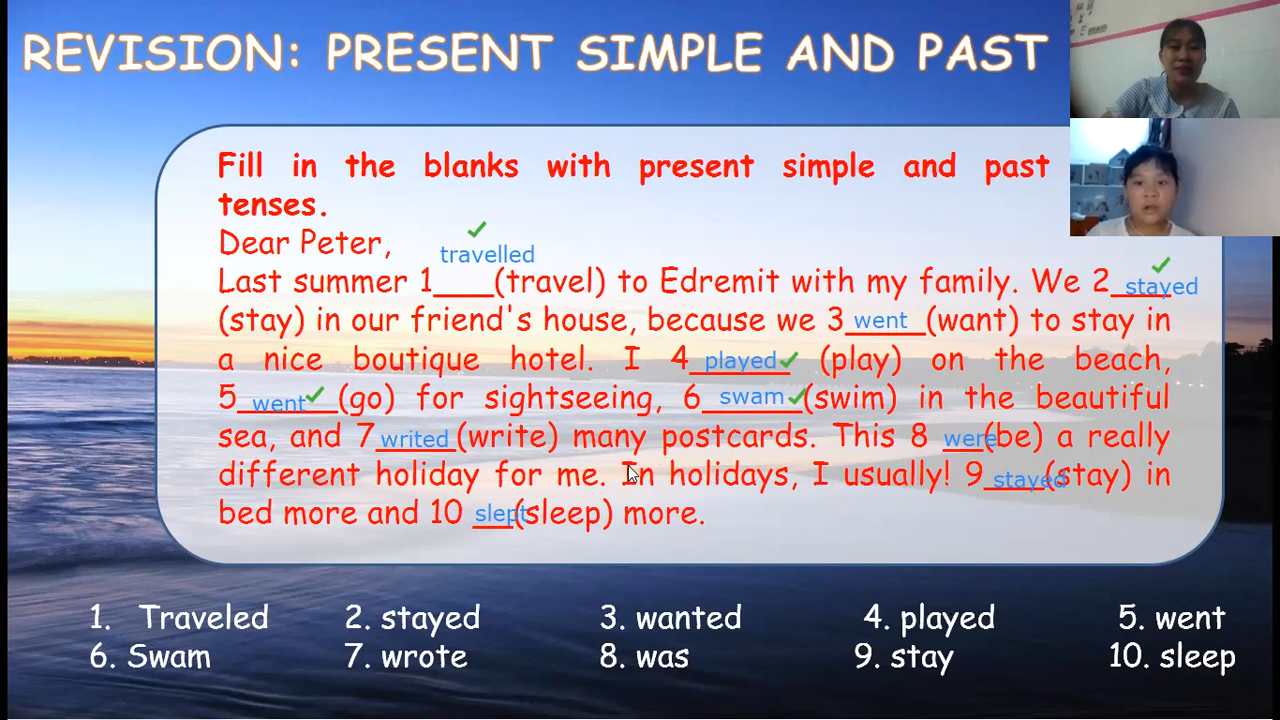 REVISION: PRESENT SIMPLE AND PAST
Fill in the blanks with present simple and past
tenses.
Dear Peter,
travelled
Last summer 1___(travel) to Edremit with my family. We 2____ stayed
(stay) in our friend's house, because we 3 went (want) to stay in
a nice boutique hotel. I 4 played (play) on the beach,
5 went (go) for sightseeing, 6 swam (swim) in the beautiful
sea, and 7 writed (write) many postcards. This 8 were (be) a really
different holiday for me. In holidays, I usually! 9 stayed (stay) in
bed more and 10 slept (sleep) more.
1. Traveled 2. stayed 3. wanted 4. played 5. went
6. Swam 7. wrote 8. was 9. stay 10. sleep